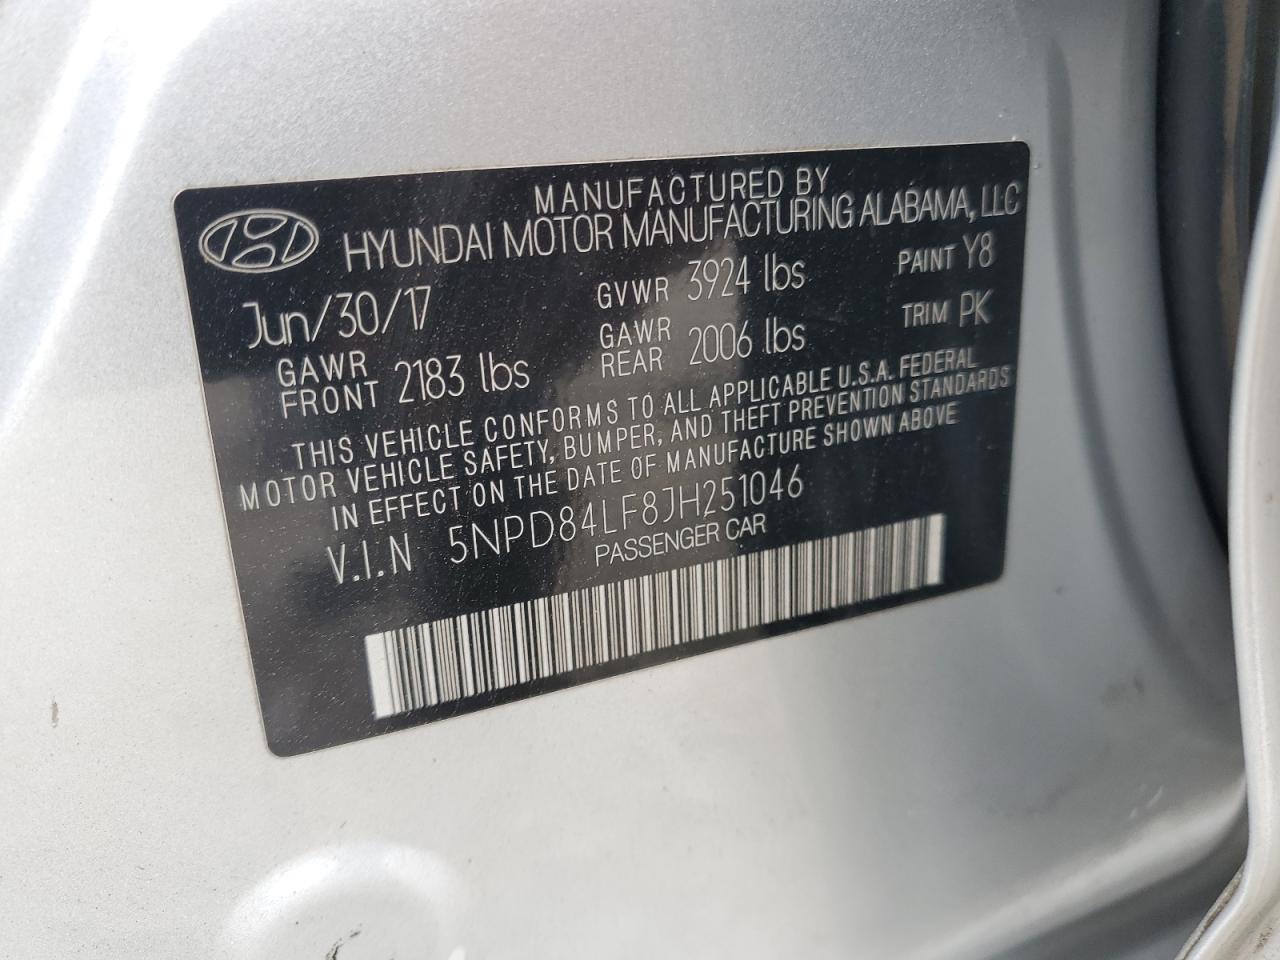 MANUFACTURED BY
HYUNDAI MOTOR MANUFACTURING ALABAMA, LLC
Jun/30/17 GVWR 3924 lbs PAINT Y8
GAWR FRONT 2183 lbs GAWR REAR 2006 lbs TRIM PK
THIS VEHICLE CONFORMS TO ALL APPLICABLE U.S.A. FEDERAL
MOTOR VEHICLE SAFETY, BUMPER, AND THEFT PREVENTION STANDARDS
IN EFFECT ON THE DATE OF MANUFACTURE SHOWN ABOVE
V.I.N 5NPD84LF8JH251046
PASSENGER CAR